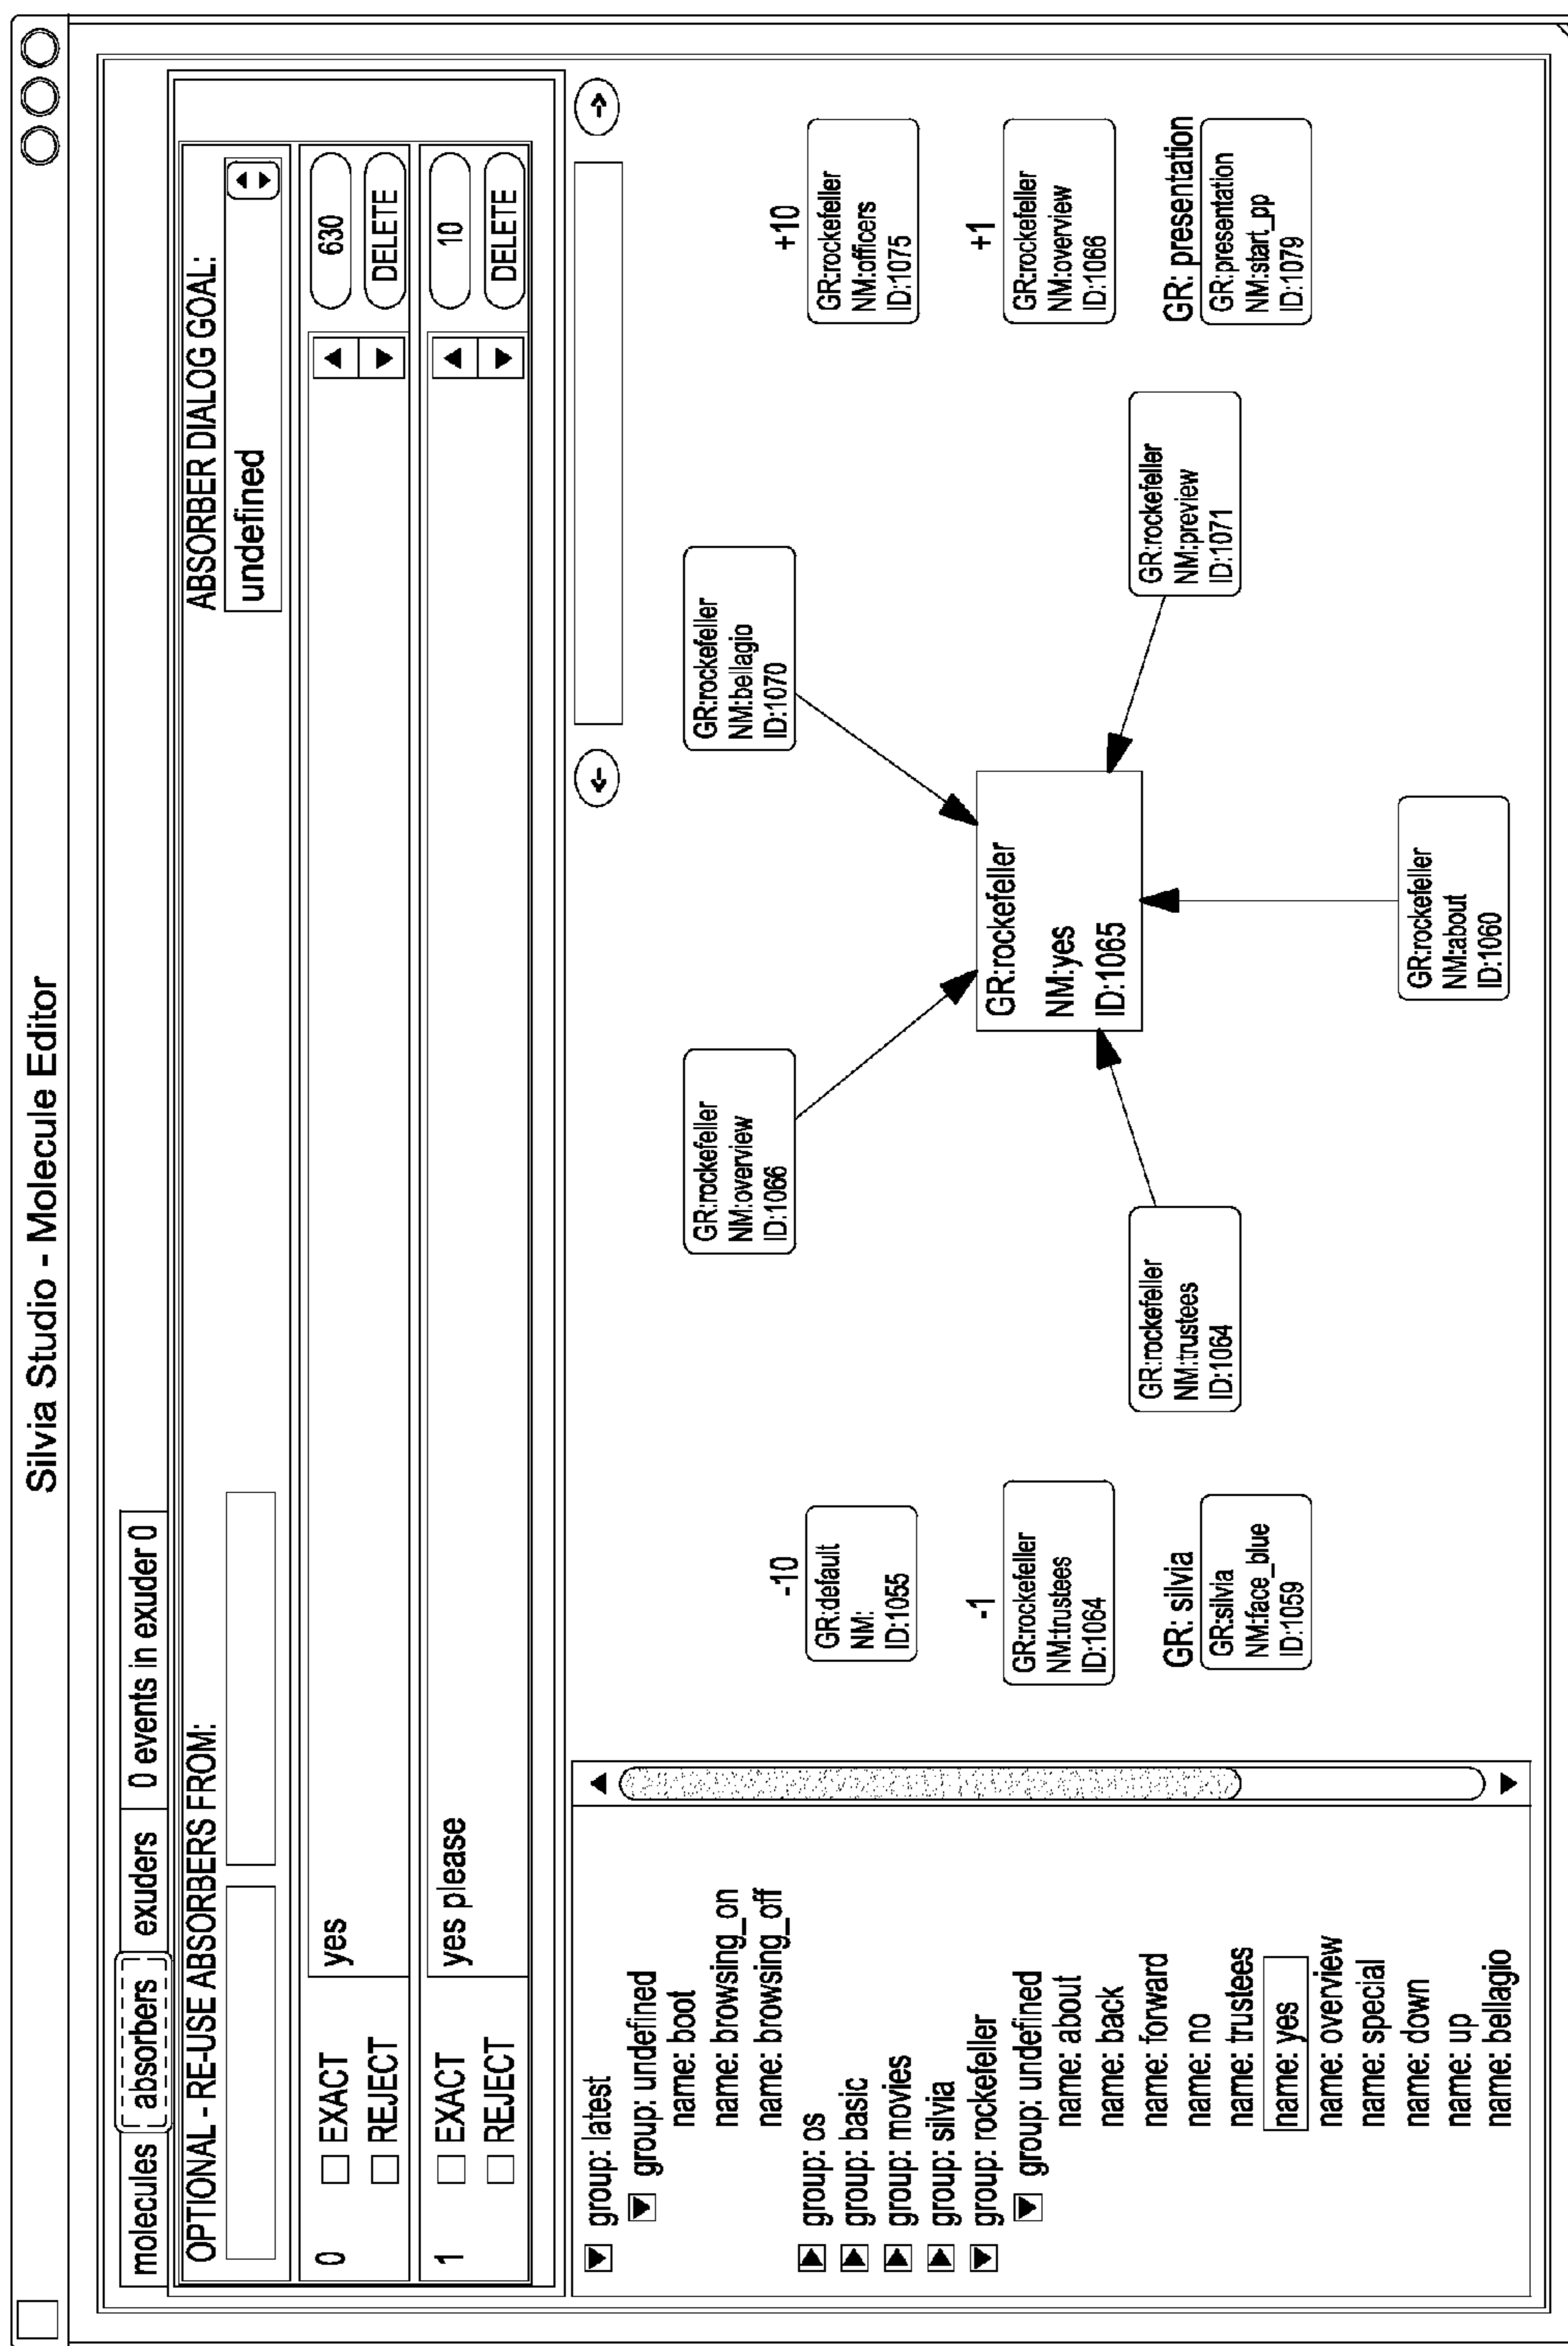 Silvia Studio - Molecule Editor
molecules absorbers exuders 0 events in exuder 0
OPTIONAL - RE-USE ABSORBERS FROM:
ABSORBER DIALOG GOAL:
undefined
0 EXACT yes 630
REJECT DELETE
1 EXACT yes please 10
REJECT DELETE
<- ->
group: latest
group: undefined
name: boot
name: browsing_on
name: browsing_off
group: os
group: basic
group: movies
group: silvia
group: rockefeller
group: undefined
name: about
name: back
name: forward
name: no
name: trustees
name: yes
name: overview
name: special
name: down
name: up
name: bellagio
-10
GR:default
NM:
ID:1055
-1
GR:rockefeller
NM:trustees
ID:1064
GR: silvia
GR:silvia
NM:face_blue
ID:1059
GR:rockefeller
NM:overview
ID:1066
GR:rockefeller
NM:bellagio
ID:1070
GR:rockefeller
NM:trustees
ID:1064
GR:rockefeller
NM:yes
ID:1065
GR:rockefeller
NM:preview
ID:1071
GR:rockefeller
NM:about
ID:1060
+10
GR:rockefeller
NM:officers
ID:1075
+1
GR:rockefeller
NM:overview
ID:1066
GR: presentation
GR:presentation
NM:start_pp
ID:1079